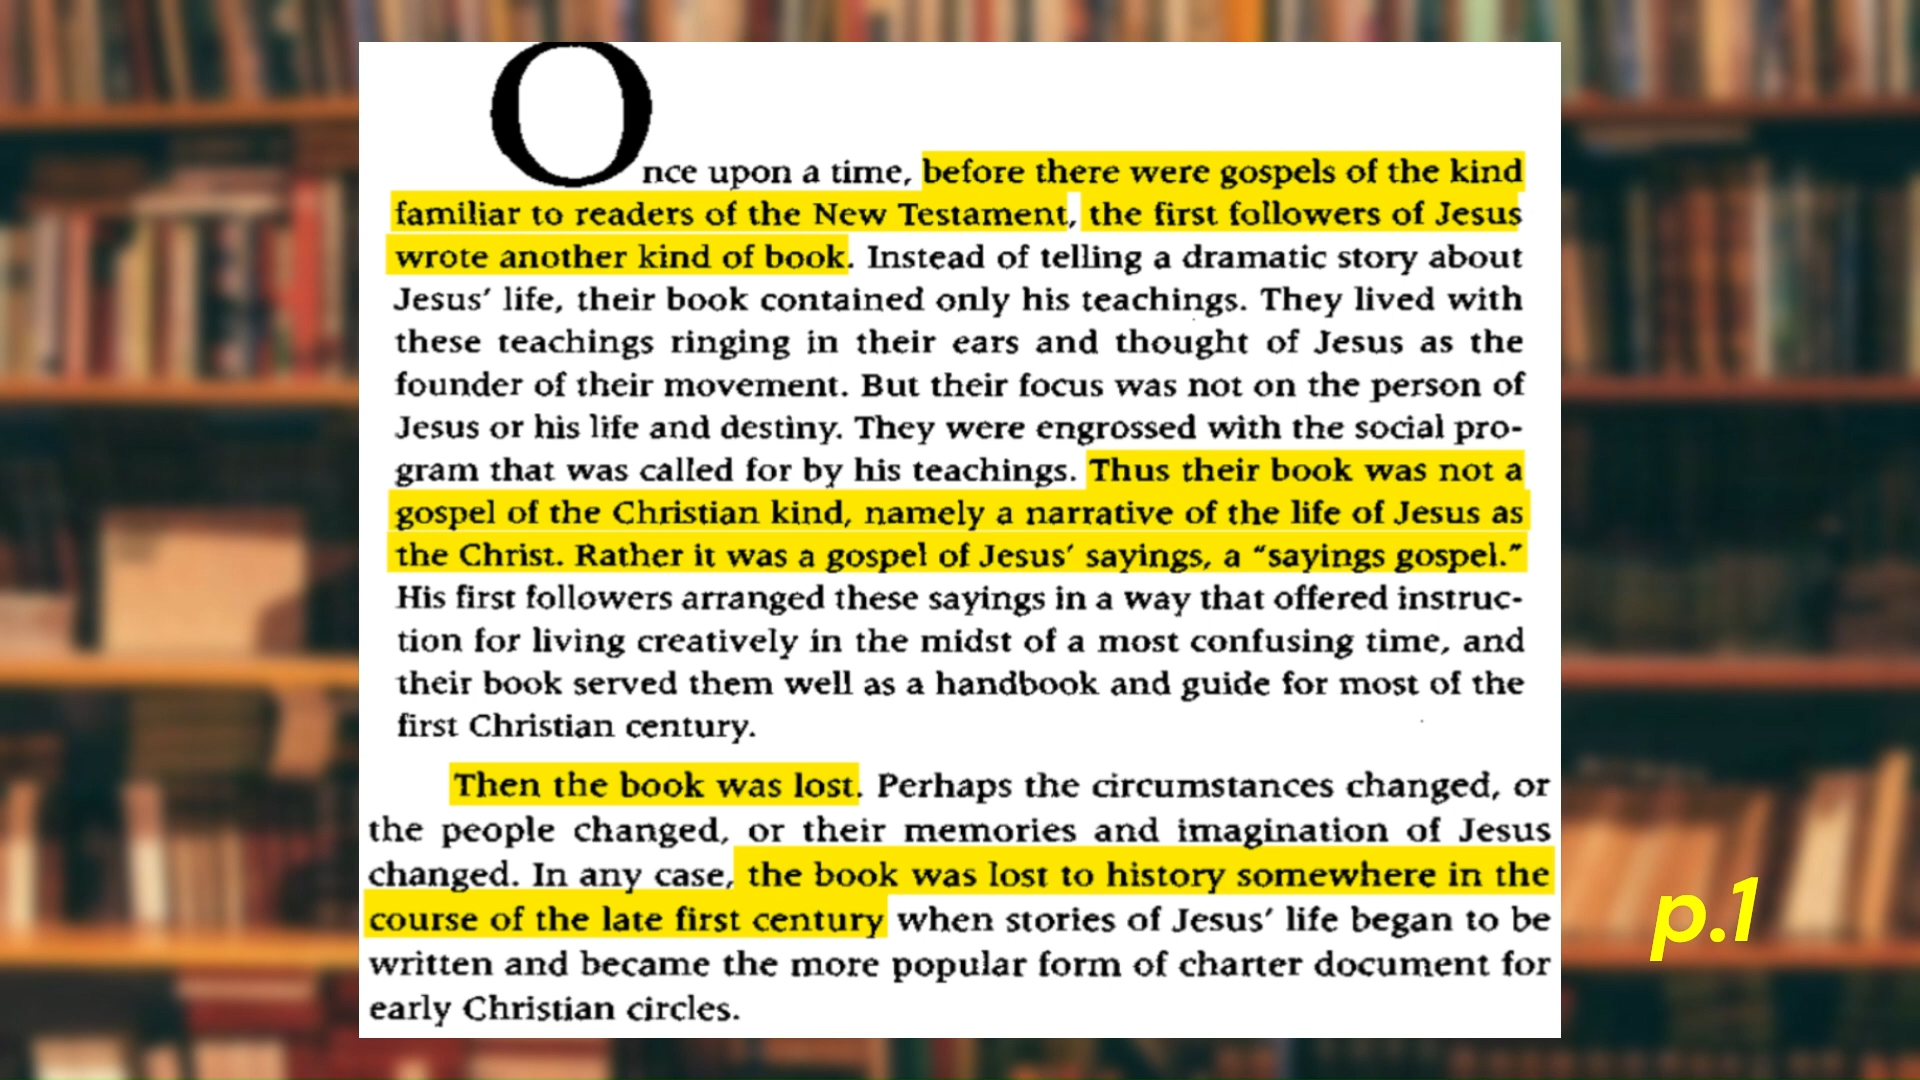 Once upon a time, before there were gospels of the kind
familiar to readers of the New Testament, the first followers of Jesus
wrote another kind of book. Instead of telling a dramatic story about
Jesus' life, their book contained only his teachings. They lived with
these teachings ringing in their ears and thought of Jesus as the
founder of their movement. But their focus was not on the person of
Jesus or his life and destiny. They were engrossed with the social pro-
gram that was called for by his teachings. Thus their book was not a
gospel of the Christian kind, namely a narrative of the life of Jesus as
the Christ. Rather it was a gospel of Jesus' sayings, a "sayings gospel."
His first followers arranged these sayings in a way that offered instruc-
tion for living creatively in the midst of a most confusing time, and
their book served them well as a handbook and guide for most of the
first Christian century.
Then the book was lost. Perhaps the circumstances changed, or
the people changed, or their memories and imagination of Jesus
changed. In any case, the book was lost to history somewhere in the
course of the late first century when stories of Jesus' life began to be
written and became the more popular form of charter document for
early Christian circles.
p.1